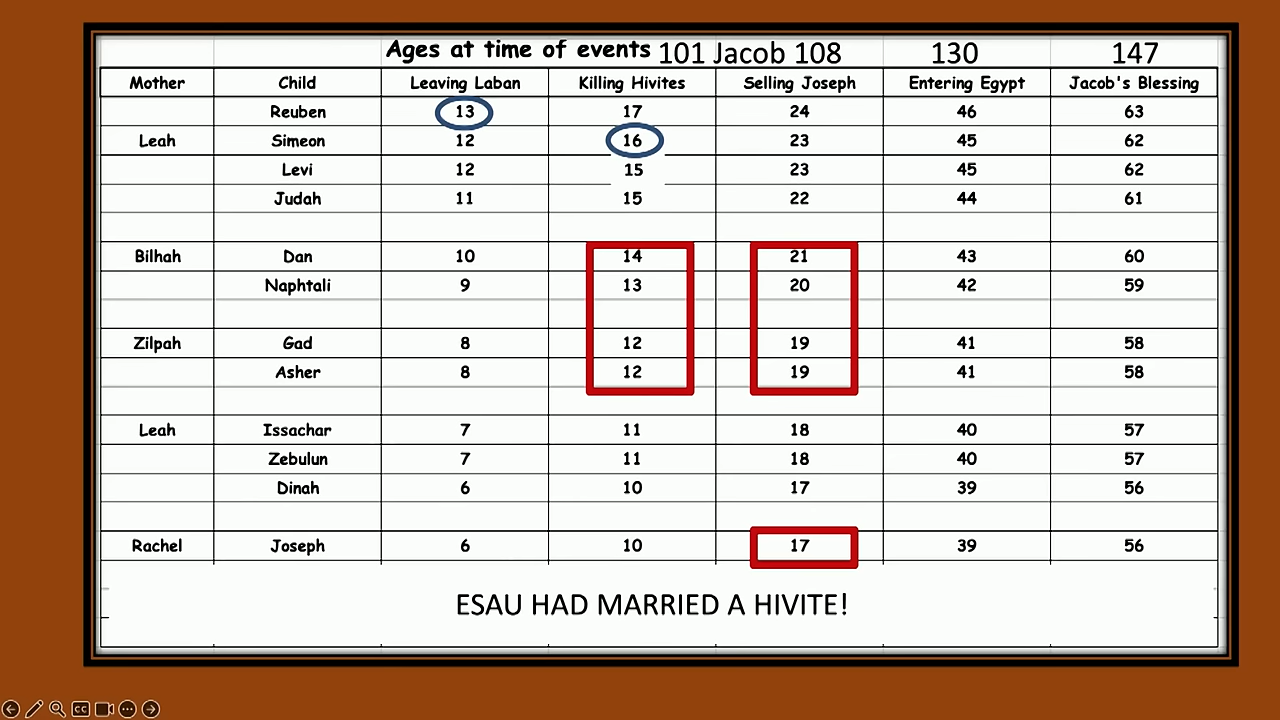 Ages at time of events 101 Jacob 108 130 147
Mother Child Leaving Laban Killing Hivites Selling Joseph Entering Egypt Jacob's Blessing
Reuben 13 17 24 46 63
Leah Simeon 12 16 23 45 62
Levi 12 15 23 45 62
Judah 11 15 22 44 61
Bilhah Dan 10 14 21 43 60
Naphtali 9 13 20 42 59
Zilpah Gad 8 12 19 41 58
Asher 8 12 19 41 58
Leah Issachar 7 11 18 40 57
Zebulun 7 11 18 40 57
Dinah 6 10 17 39 56
Rachel Joseph 6 10 17 39 56
ESAU HAD MARRIED A HIVITE!
CC